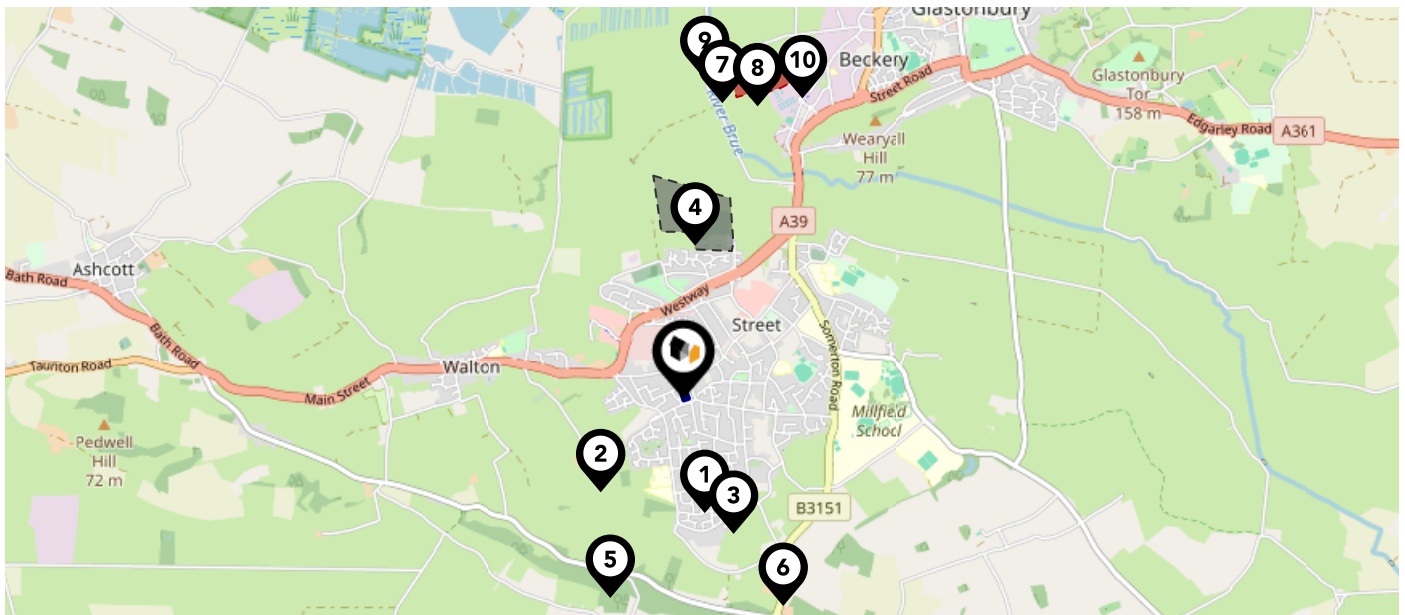 Glastonbury
9
7
8
10
Beckery
Street Road
Glastonbury
Tor
158 m
Edgarley Road
A361
River Brue
Wearyall
Hill
77 m
4
A39
Ashcott
Bath Road
Westway
Street
Bath Road
Taunton Road
Walton
Main Street
Somerton Road
Millfield
School
Pedwell
Hill
72 m
2
1
3
B3151
5
6